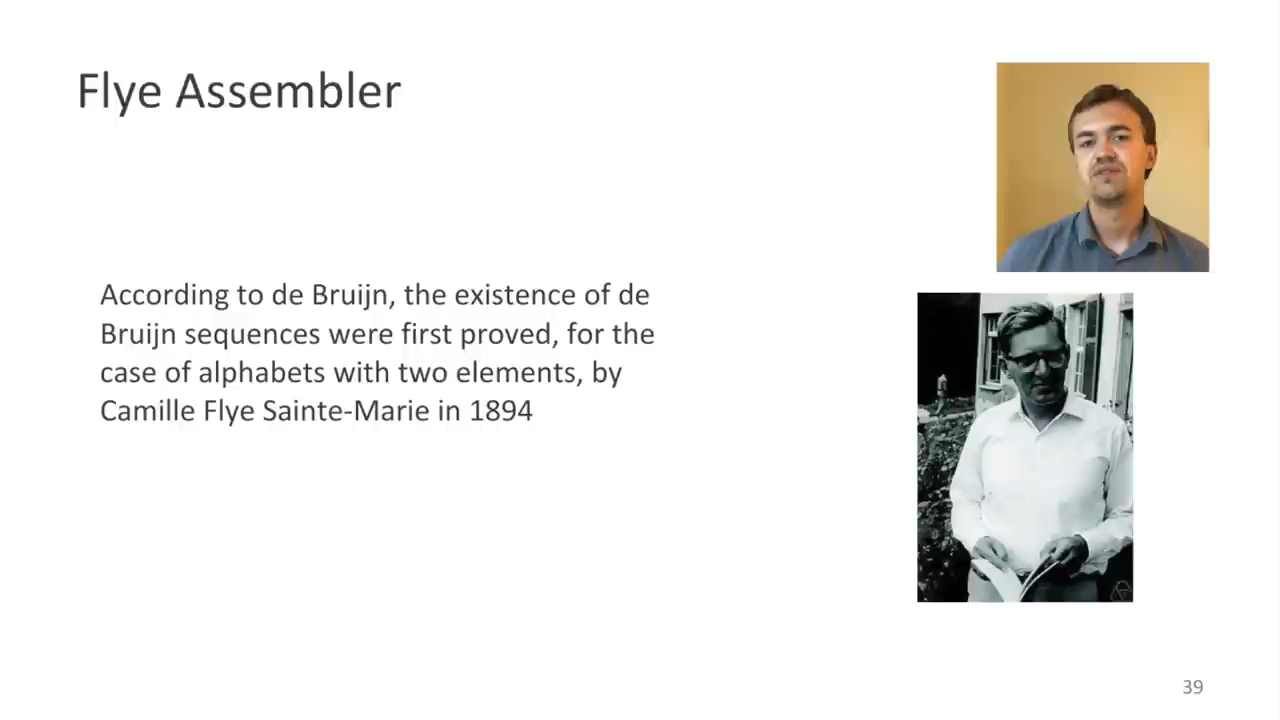 Flye Assembler
According to de Bruijn, the existence of de
Bruijn sequences were first proved, for the
case of alphabets with two elements, by
Camille Flye Sainte-Marie in 1894
39